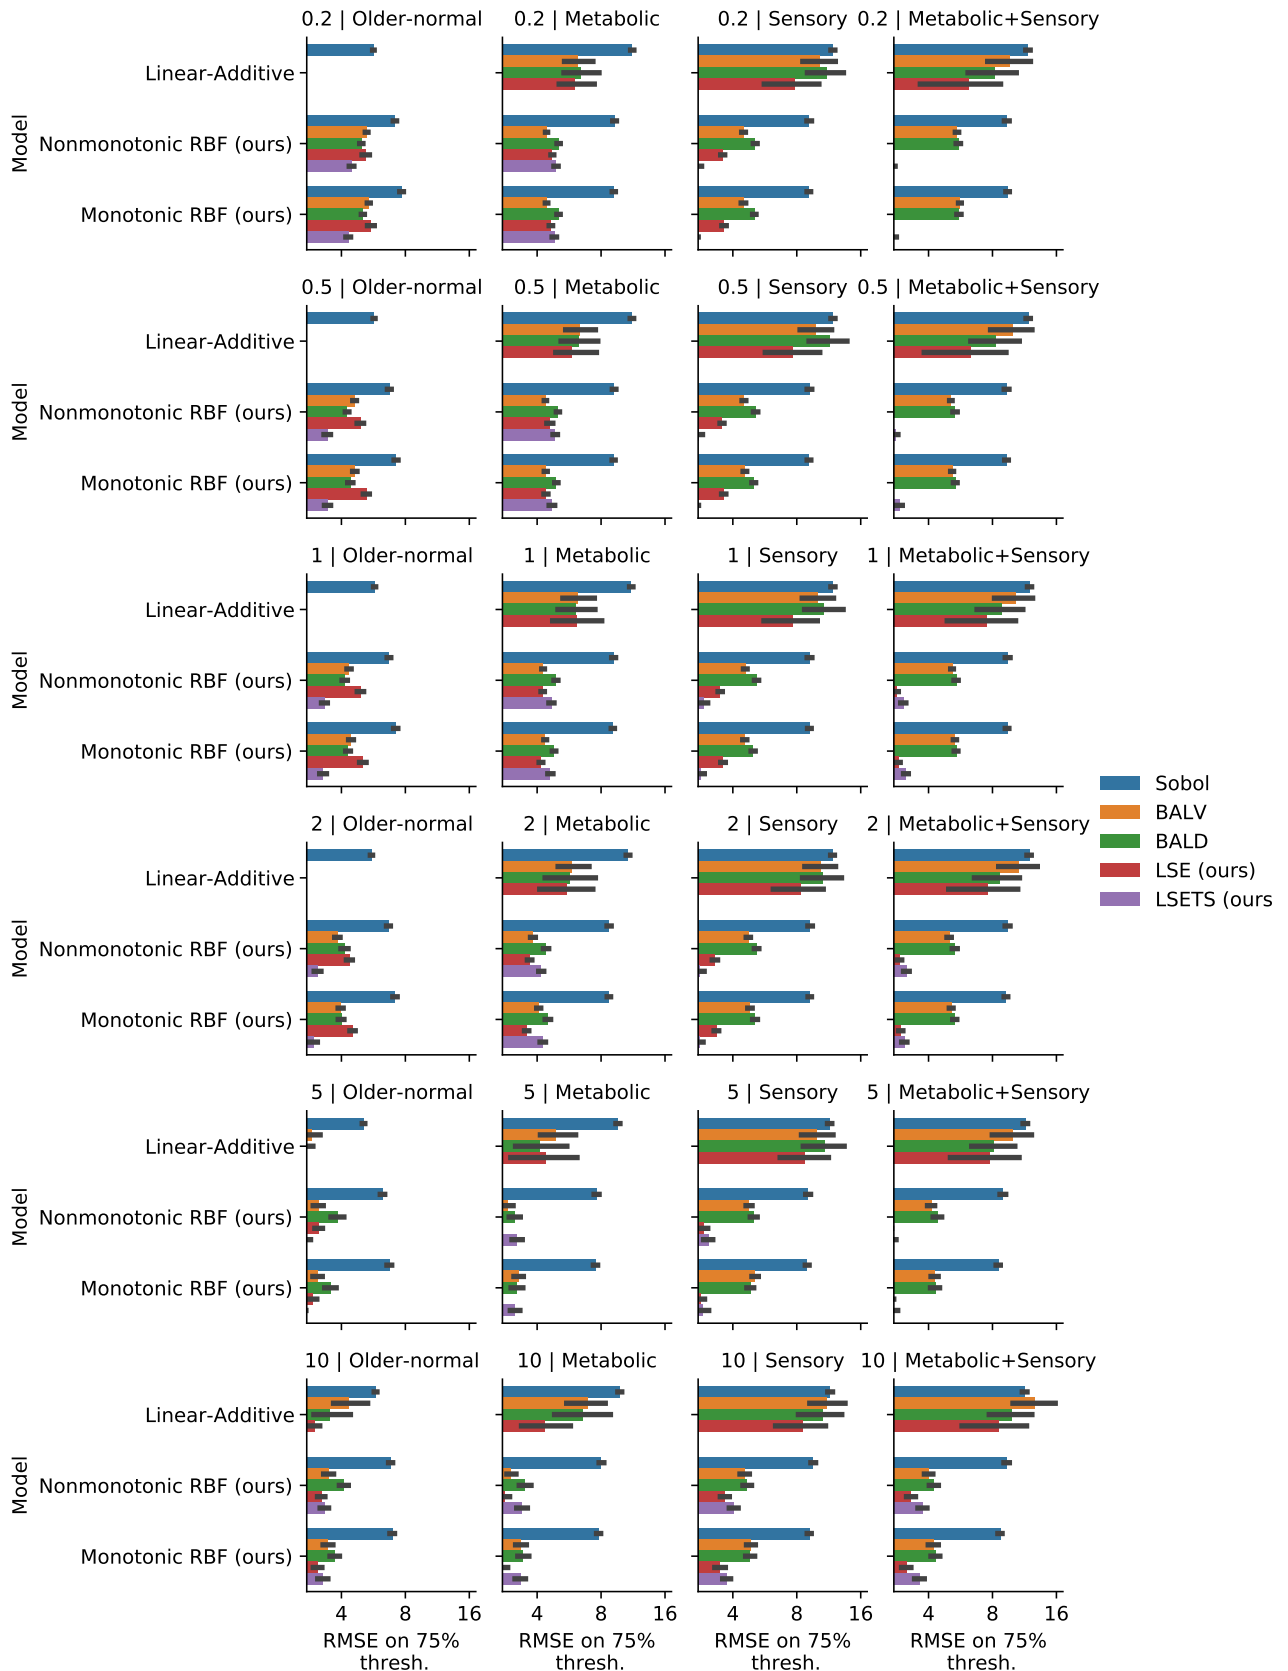 0.2 | Older-normal
0.2 | Metabolic
0.2 | Sensory
0.2 | Metabolic+Sensory
Model
Linear-Additive
Nonmonotonic RBF (ours)
Monotonic RBF (ours)
0.5 | Older-normal
0.5 | Metabolic
0.5 | Sensory
0.5 | Metabolic+Sensory
Model
Linear-Additive
Nonmonotonic RBF (ours)
Monotonic RBF (ours)
1 | Older-normal
1 | Metabolic
1 | Sensory
1 | Metabolic+Sensory
Model
Linear-Additive
Nonmonotonic RBF (ours)
Monotonic RBF (ours)
Sobol
BALV
BALD
LSE (ours)
LSETS (ours
2 | Older-normal
2 | Metabolic
2 | Sensory
2 | Metabolic+Sensory
Model
Linear-Additive
Nonmonotonic RBF (ours)
Monotonic RBF (ours)
5 | Older-normal
5 | Metabolic
5 | Sensory
5 | Metabolic+Sensory
Model
Linear-Additive
Nonmonotonic RBF (ours)
Monotonic RBF (ours)
10 | Older-normal
10 | Metabolic
10 | Sensory
10 | Metabolic+Sensory
Model
Linear-Additive
Nonmonotonic RBF (ours)
Monotonic RBF (ours)
4 8 16
RMSE on 75%
thresh.
4 8 16
RMSE on 75%
thresh.
4 8 16
RMSE on 75%
thresh.
4 8 16
RMSE on 75%
thresh.